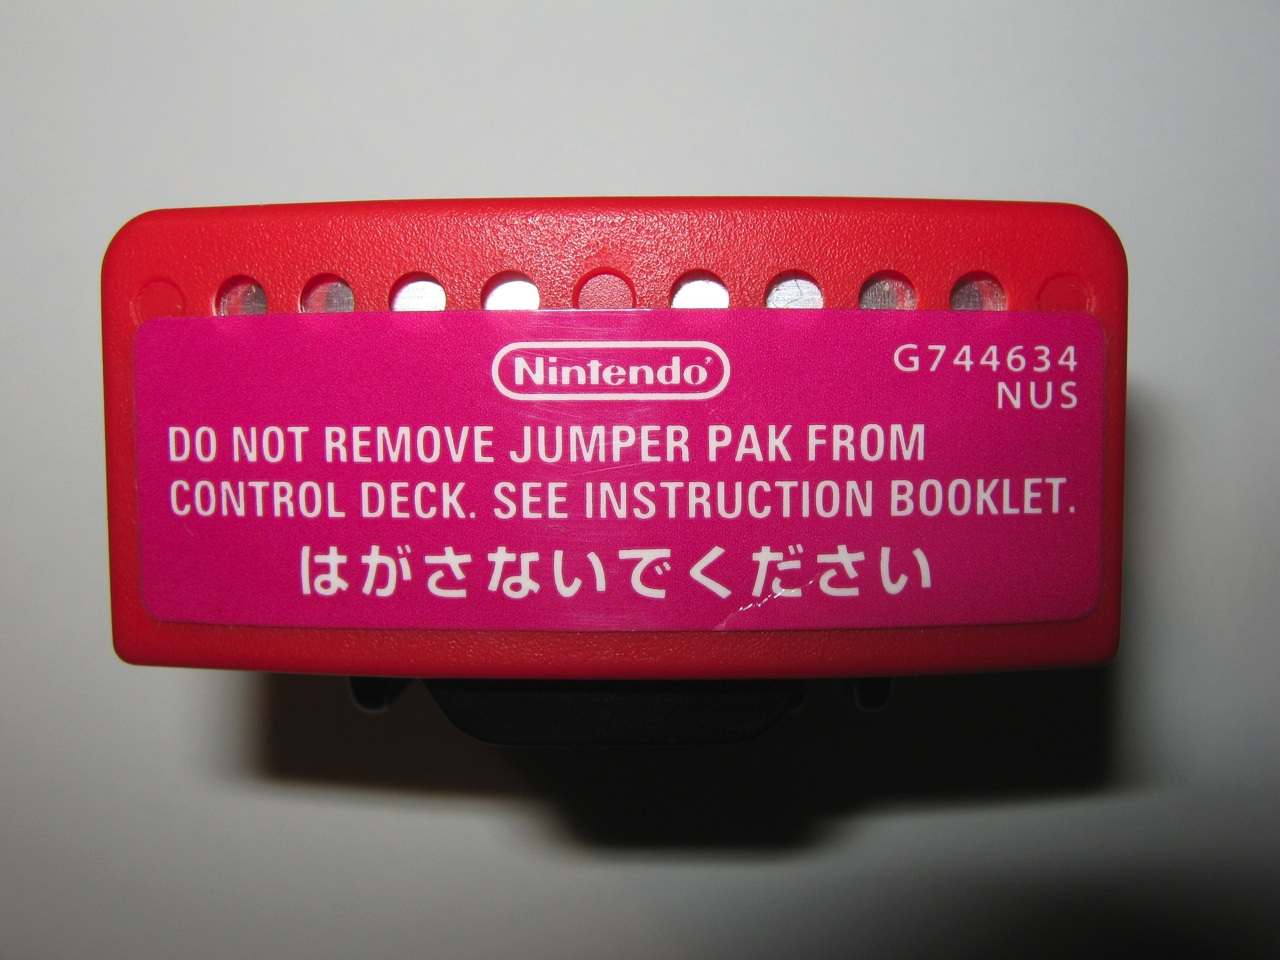 Nintendo
G744634
NUS
DO NOT REMOVE JUMPER PAK FROM
CONTROL DECK. SEE INSTRUCTION BOOKLET.
はがさないでください